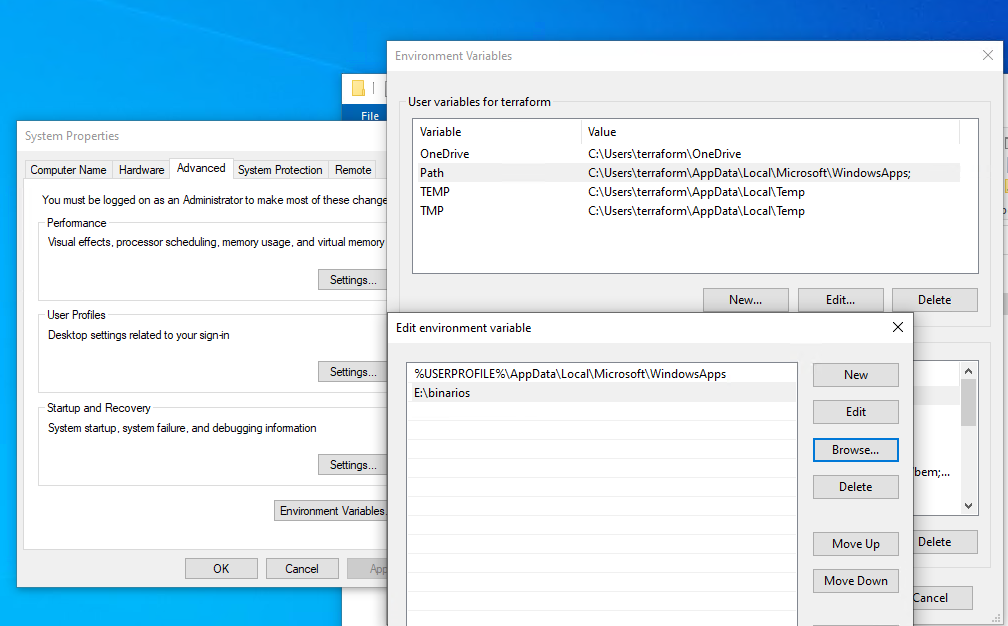 Environment Variables
File
User variables for terraform
Variable Value
OneDrive C:\Users\terraform\OneDrive
Path C:\Users\terraform\AppData\Local\Microsoft\WindowsApps;
TEMP C:\Users\terraform\AppData\Local\Temp
TMP C:\Users\terraform\AppData\Local\Temp
New... Edit... Delete
System Properties
Computer Name Hardware Advanced System Protection Remote
You must be logged on as an Administrator to make most of these change
Performance
Visual effects, processor scheduling, memory usage, and virtual memory
Settings...
User Profiles
Desktop settings related to your sign-in
Settings...
Startup and Recovery
System startup, system failure, and debugging information
Settings...
Environment Variables
OK Cancel App
Edit environment variable
%USERPROFILE%\AppData\Local\Microsoft\WindowsApps
E:\binarios
New
Edit
Browse...
Delete
Move Up
Move Down
bem;...
Delete
Cancel